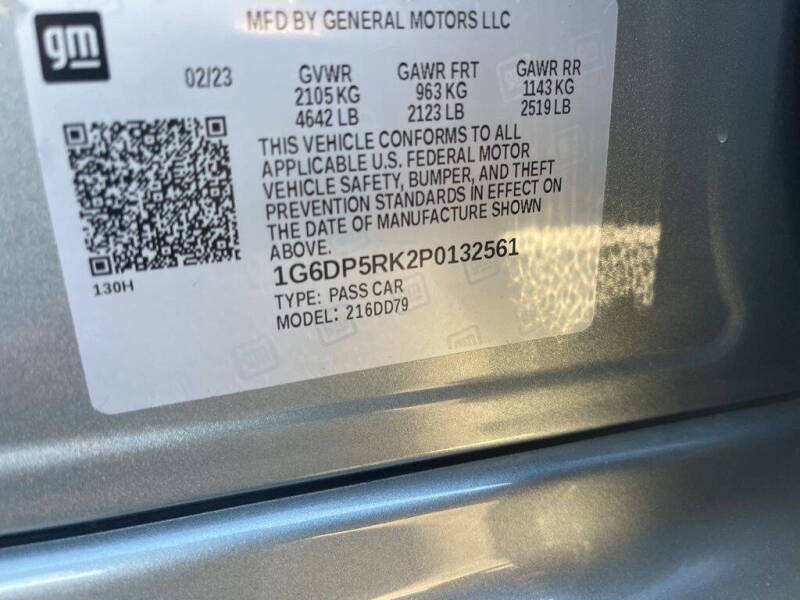 gm
MFD BY GENERAL MOTORS LLC
02/23 GVWR GAWR FRT GAWR RR
2105 KG 963 KG 1143 KG
4642 LB 2123 LB 2519 LB
THIS VEHICLE CONFORMS TO ALL
APPLICABLE U.S. FEDERAL MOTOR
VEHICLE SAFETY, BUMPER, AND THEFT
PREVENTION STANDARDS IN EFFECT ON
THE DATE OF MANUFACTURE SHOWN
ABOVE.
130H
1G6DP5RK2P0132561
TYPE: PASS CAR
MODEL: 216DD79